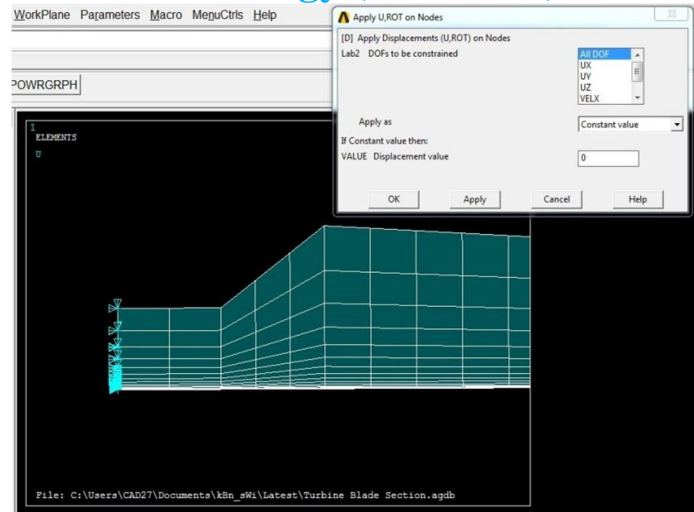 WorkPlane Parameters Macro MenuCtrls Help
POWRGRPH
Apply U,ROT on Nodes
[D] Apply Displacements (U,ROT) on Nodes
Lab2 DOFs to be constrained
All DOF
UX
UY
UZ
VELX
Apply as
Constant value
If Constant value then:
VALUE Displacement value
0
OK Apply Cancel Help
1
ELEMENTS
U
File: C:\Users\CAD27\Documents\kBn_sWi\Latest\Turbine Blade Section.agdb